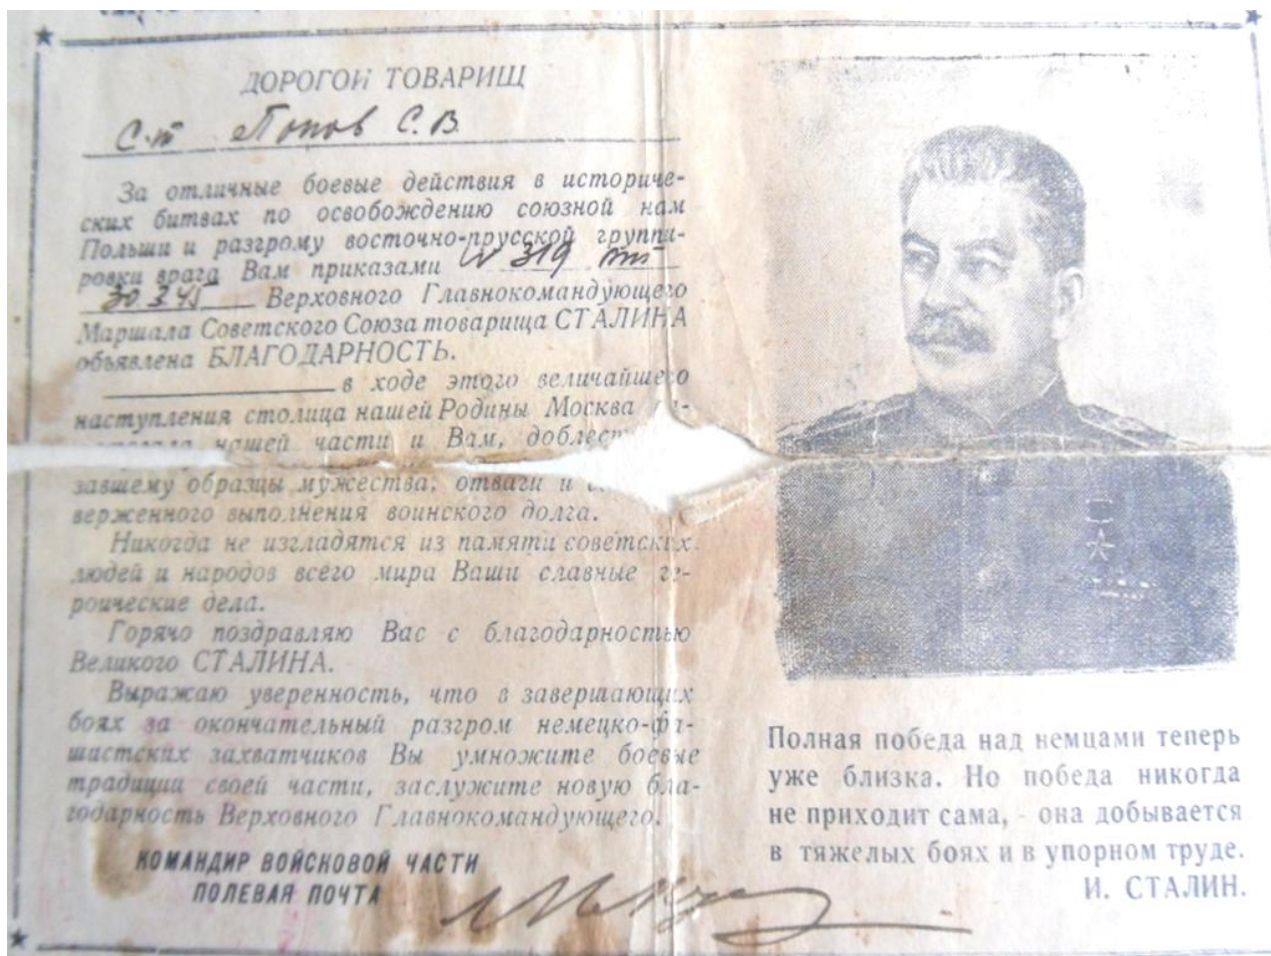 ДОРОГОЙ ТОВАРИЩ
С-т Попов С.В.
За отличные боевые действия в историче-
ских битвах по освобождению союзной нам
Польши и разгрому восточно-прусской группи-
ровки врага Вам приказами № 319
30.3.45 Верховного Главнокомандующего
Маршала Советского Союза товарища СТАЛИНА
объявлена БЛАГОДАРНОСТЬ.
в ходе этого величайшего
наступления столица нашей Родины Москва
нашей части и Вам,
завшему образцы мужества, отваги и
верженного выполнения воинского долга.
Никогда не изгладятся из памяти советских
людей и народов всего мира Ваши славные ге-
роические дела.
Горячо поздравляю Вас с благодарностью
Великого СТАЛИНА.
Выражаю уверенность, что в завершающих
боях за окончательный разгром немецко-фа-
шистских захватчиков Вы умножите боевые
традиции своей части, заслужите новую бла-
годарность Верховного Главнокомандующего.
КОМАНДИР ВОЙСКОВОЙ ЧАСТИ
ПОЛЕВАЯ ПОЧТА
Полная победа над немцами теперь
уже близка. Но победа никогда
не приходит сама, - она добывается
в тяжелых боях и в упорном труде.
И. СТАЛИН.